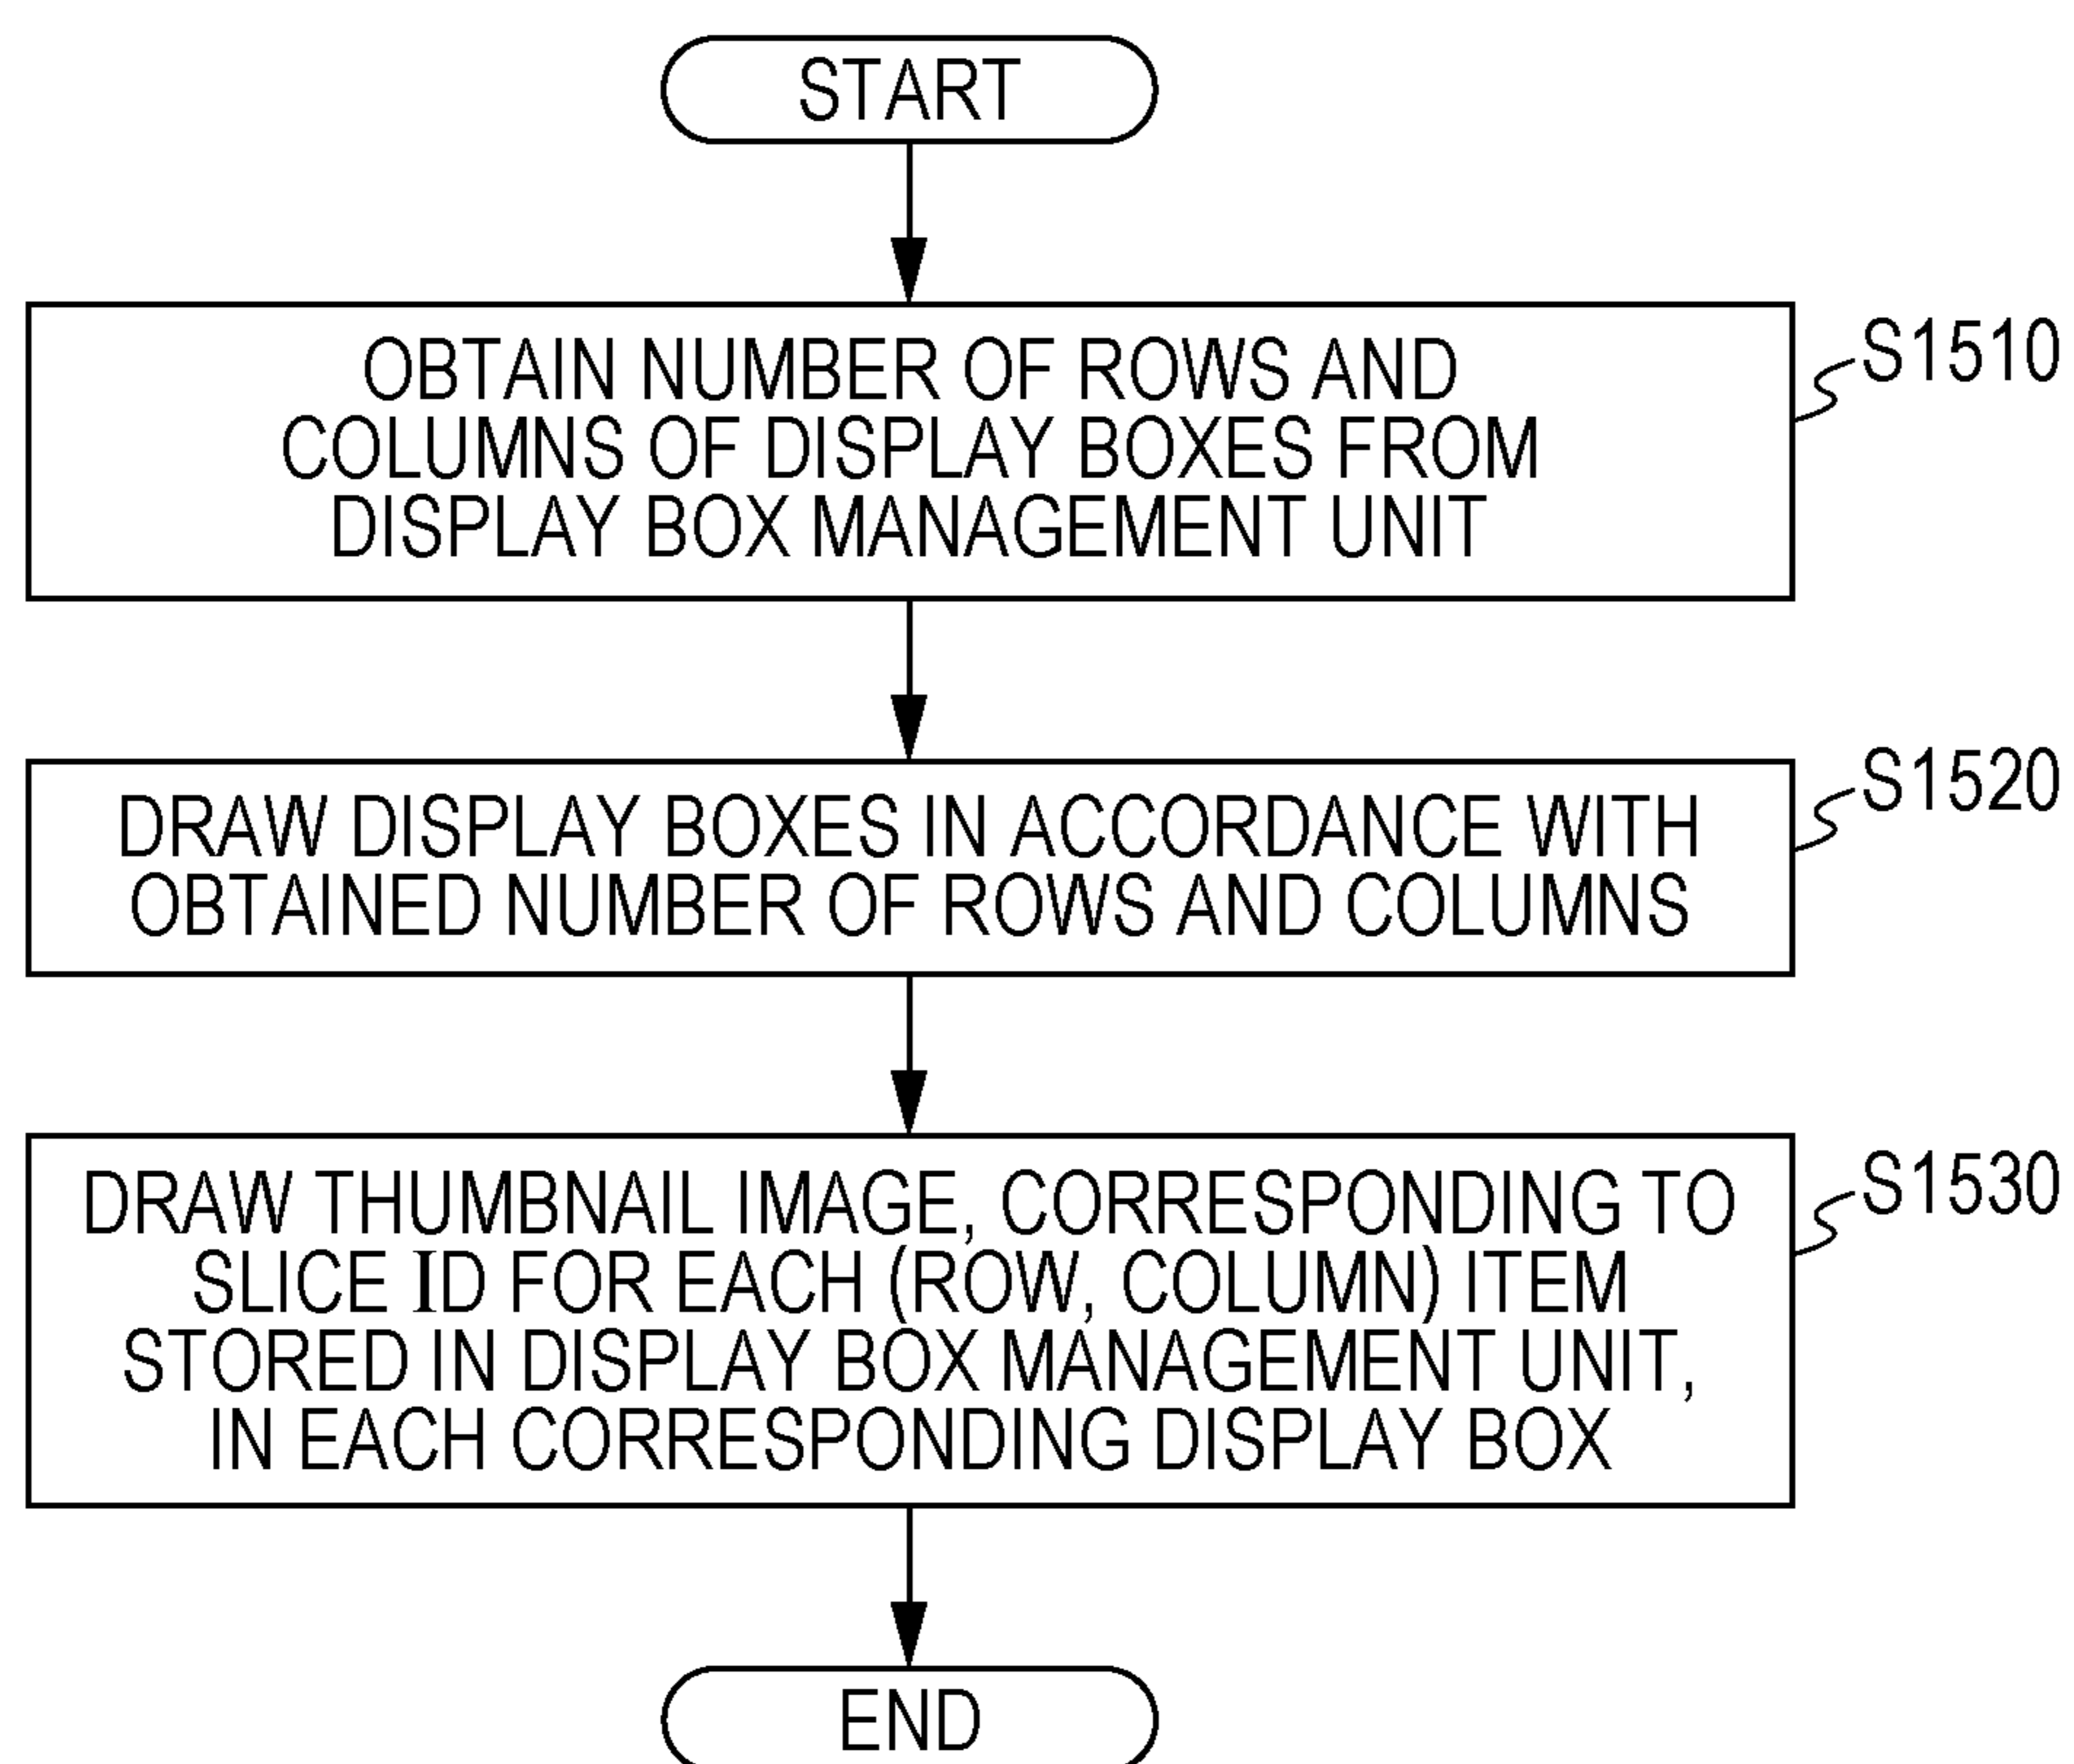 START
OBTAIN NUMBER OF ROWS AND
COLUMNS OF DISPLAY BOXES FROM
DISPLAY BOX MANAGEMENT UNIT
S1510
DRAW DISPLAY BOXES IN ACCORDANCE WITH
OBTAINED NUMBER OF ROWS AND COLUMNS
S1520
DRAW THUMBNAIL IMAGE, CORRESPONDING TO
SLICE ID FOR EACH (ROW, COLUMN) ITEM
STORED IN DISPLAY BOX MANAGEMENT UNIT,
IN EACH CORRESPONDING DISPLAY BOX
S1530
END